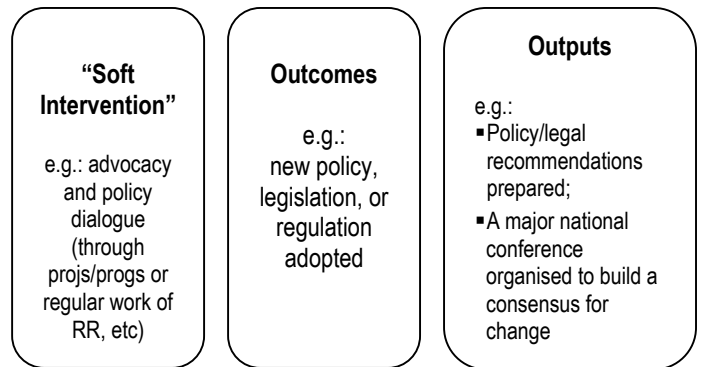 “Soft
Intervention”
e.g.: advocacy
and policy
dialogue
(through
projs/progs or
regular work of
RR, etc)
Outcomes
e.g.:
new policy,
legislation, or
regulation
adopted
Outputs
e.g.:
▪Policy/legal
recommendations
prepared;
▪A major national
conference
organised to build a
consensus for
change